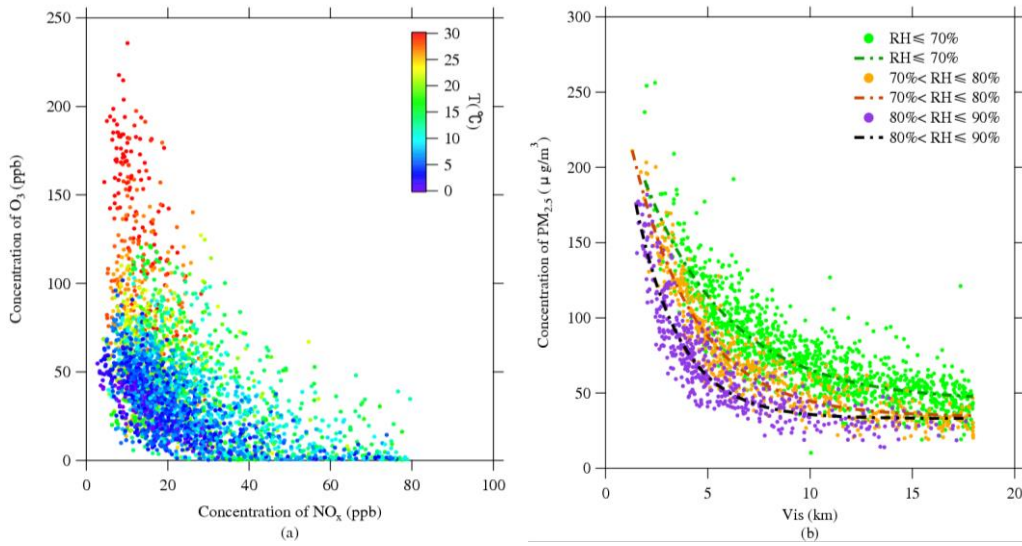 250
200
150
100
50
0
Concentration of O3 (ppb)
30
25
20
15
10
5
0
T(℃)
0 20 40 60 80 100
Concentration of NOx (ppb)
(a)
300
250
200
150
100
50
0
Concentration of PM2.5 (μg/m3)
RH≤ 70%
RH≤ 70%
70%< RH≤ 80%
70%< RH≤ 80%
80%< RH≤ 90%
80%< RH≤ 90%
0 5 10 15 20
Vis (km)
(b)